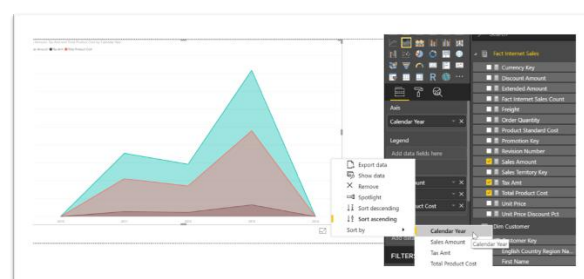 Export data
Show data
Remove
Spotlight
Sort descending
Sort ascending
Sort by
Calendar Year
Sales Amount
Tax Amt
Total Product Cost
Calendar Year
Axis
Calendar Year
Legend
Add data fields here
FILTERS
Fact Internet Sales
Currency Key
Discount Amount
Extended Amount
Fact Internet Sales Count
Freight
Order Quantity
Product Standard Cost
Promotion Key
Revision Number
Sales Amount
Sales Territory Key
Tax Amt
Total Product Cost
Unit Price
Unit Price Discount Pct
Dim Customer
Customer Key
English Country Region Na...
First Name